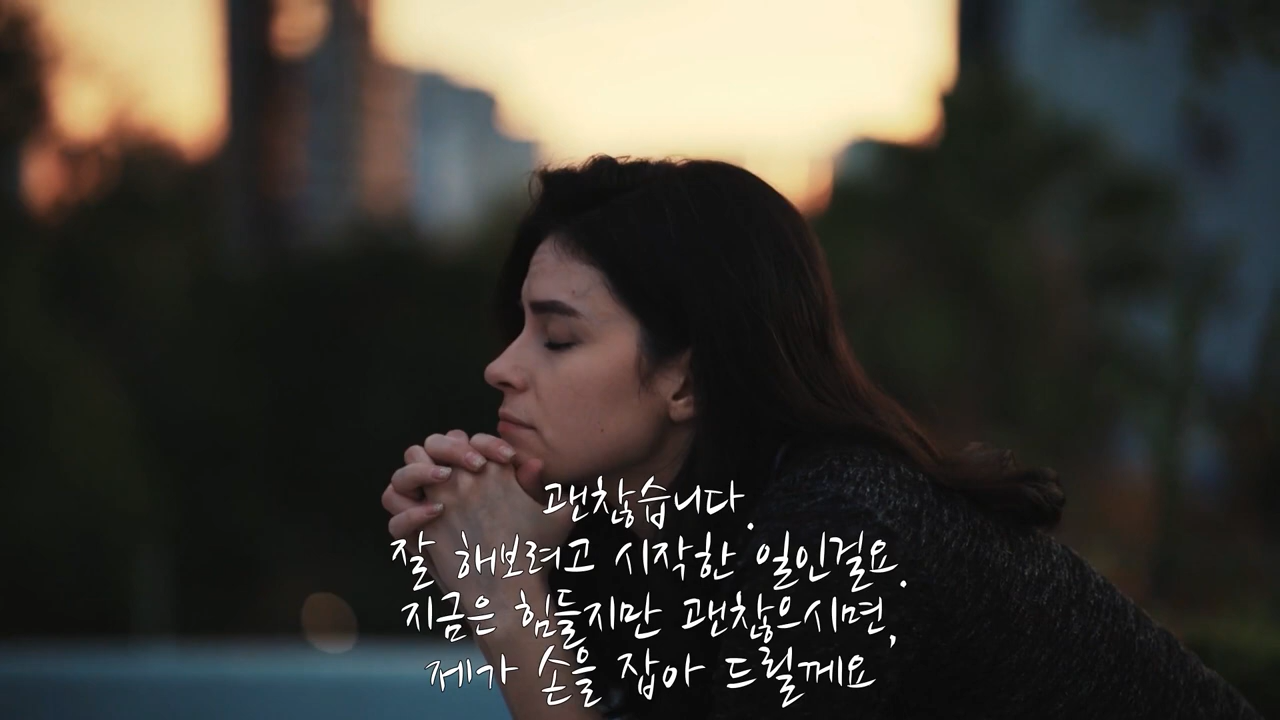 괜찮습니다.
잘 해보려고 시작한 일인걸요.
지금은 힘들지만 괜찮으시면,
제가 손을 잡아 드릴께요